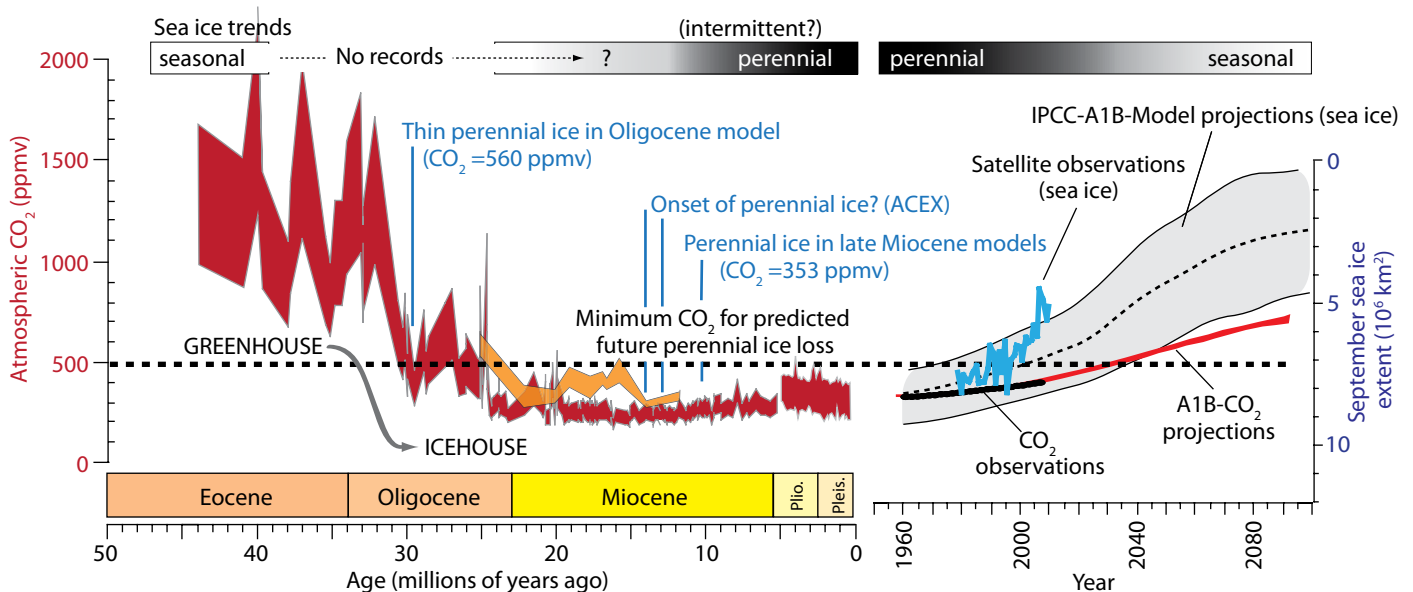 Sea ice trends
seasonal
No records
?
(intermittent?)
perennial
perennial
seasonal
Atmospheric CO2 (ppmv)
2000
1500
1000
500
0
Thin perennial ice in Oligocene model
(CO2 =560 ppmv)
Onset of perennial ice? (ACEX)
Perennial ice in late Miocene models
(CO2 =353 ppmv)
Minimum CO2 for predicted
future perennial ice loss
GREENHOUSE
ICEHOUSE
IPCC-A1B-Model projections (sea ice)
Satellite observations
(sea ice)
A1B-CO2
projections
CO2
observations
0
5
10
September sea ice
extent (10⁶ km²)
Eocene
Oligocene
Miocene
Plio.
Pleis.
50
40
30
20
10
0
Age (millions of years ago)
1960
2000
2040
2080
Year